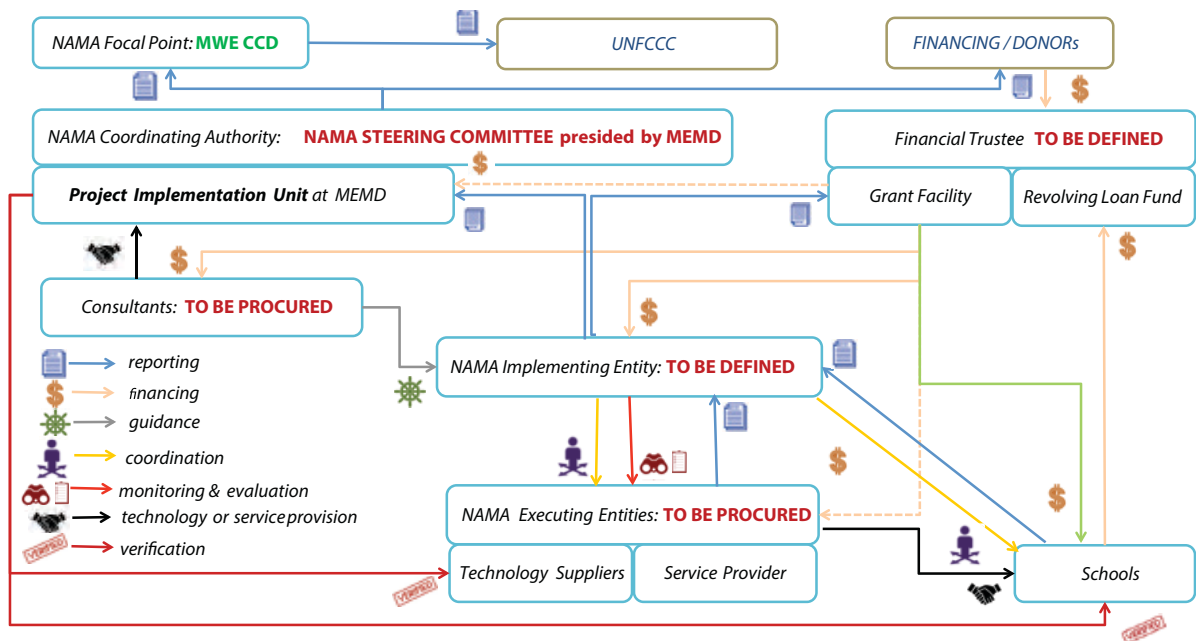 NAMA Focal Point: MWE CCD
UNFCCC
FINANCING / DONORs
$
NAMA Coordinating Authority: NAMA STEERING COMMITTEE presided by MEMD
Financial Trustee TO BE DEFINED
$
Project Implementation Unit at MEMD
Grant Facility
Revolving Loan Fund
$
$
Consultants: TO BE PROCURED
$
reporting
NAMA Implementing Entity: TO BE DEFINED
$
financing
guidance
coordination
$
monitoring & evaluation
$
technology or service provision
NAMA Executing Entities: TO BE PROCURED
VERIFIED
verification
Technology Suppliers
Service Provider
Schools
VERIFIED
VERIFIED